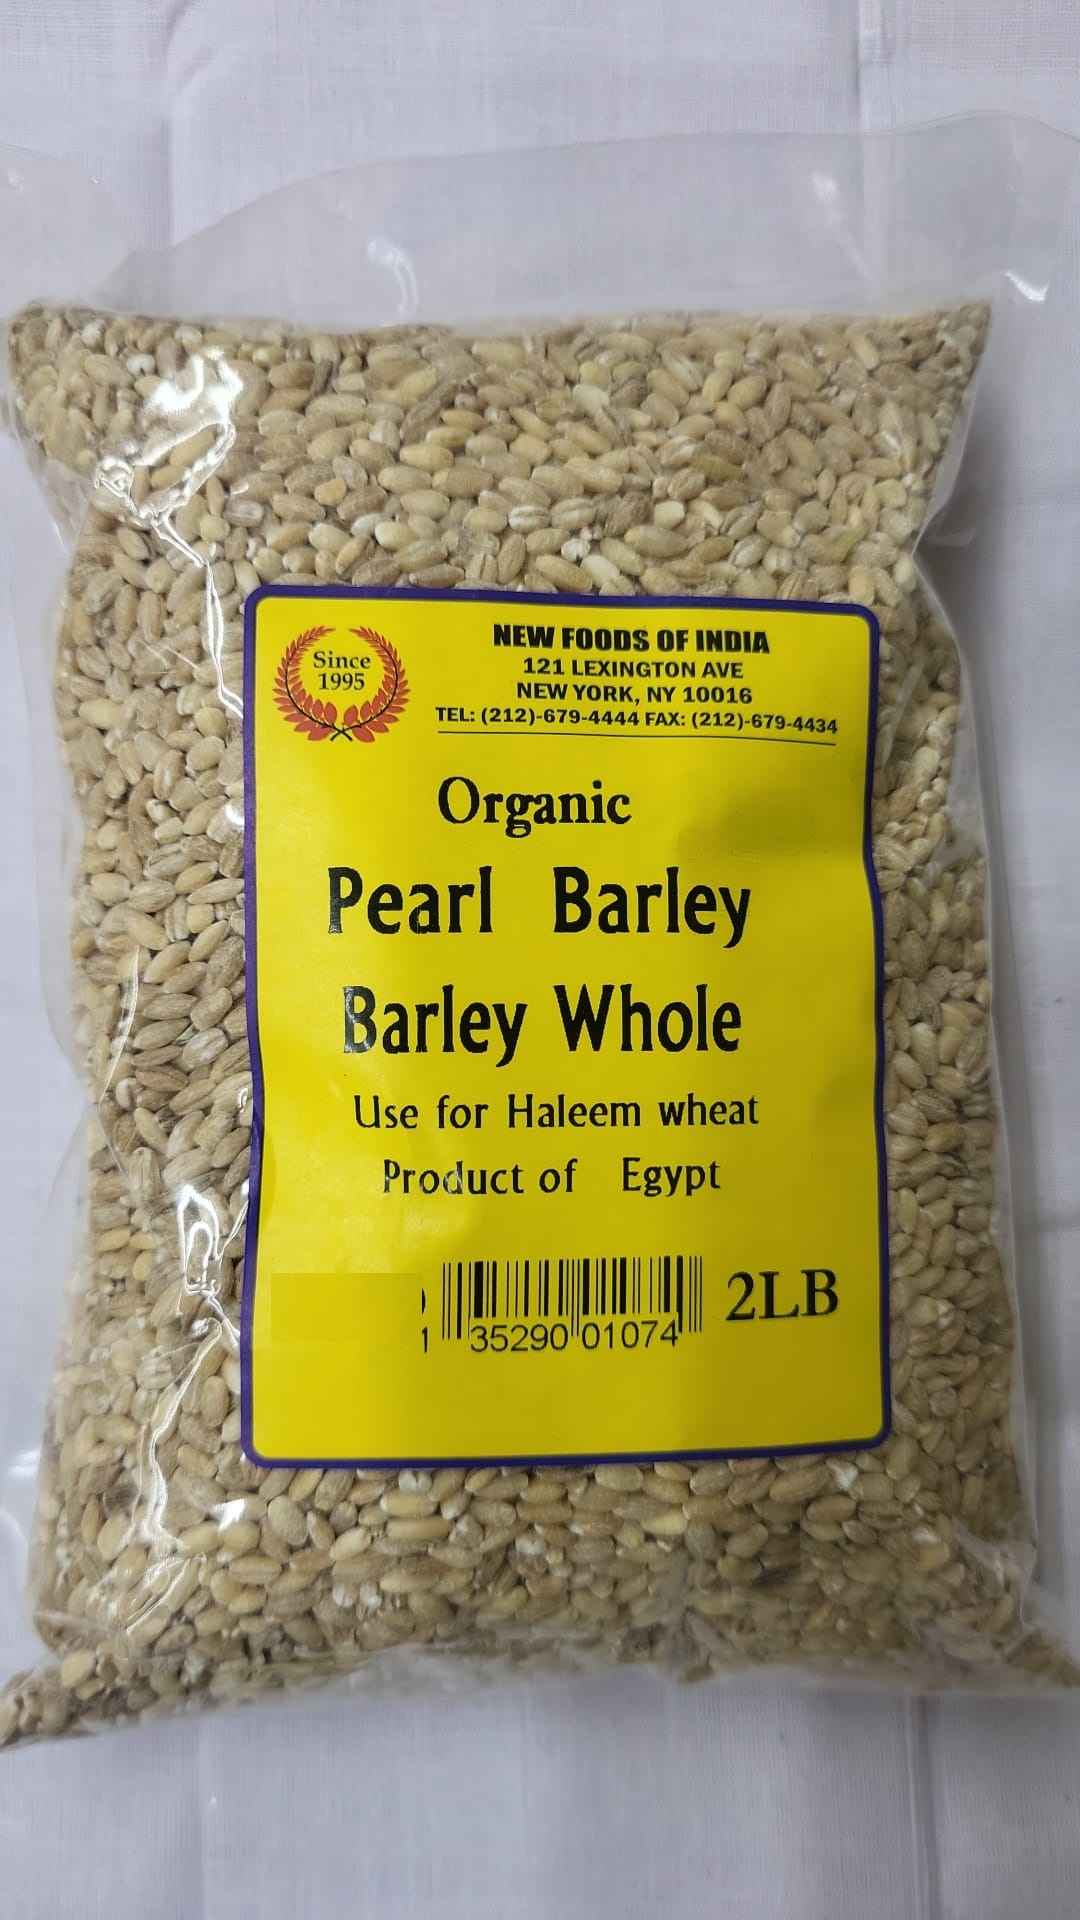 Since
1995
NEW FOODS OF INDIA
121 LEXINGTON AVE
NEW YORK, NY 10016
TEL: (212)-679-4444 FAX: (212)-679-4434
Organic
Pearl Barley
Barley Whole
Use for Haleem wheat
Product of Egypt
35290 01074
2LB